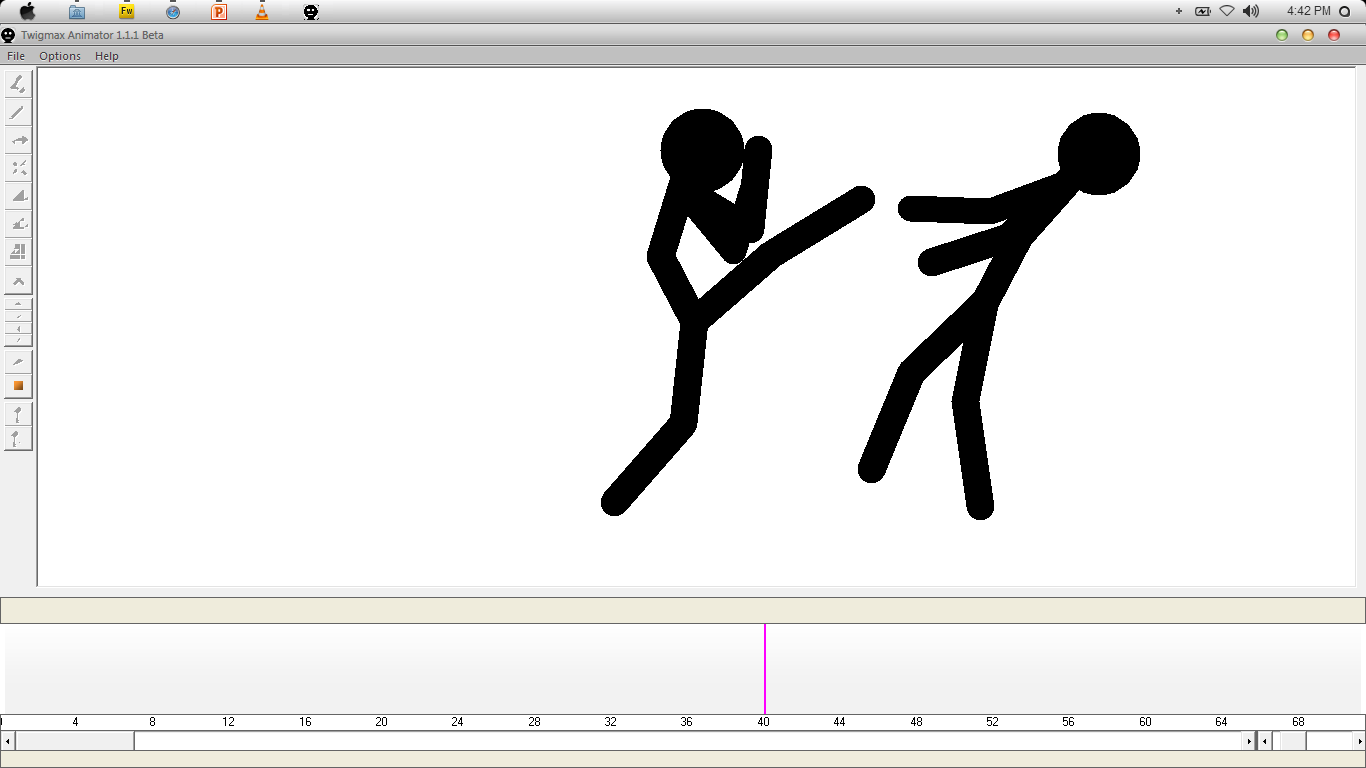 Fw P 4:42 PM
Twigmax Animator 1.1.1 Beta
File Options Help
4 8 12 16 20 24 28 32 36 40 44 48 52 56 60 64 68